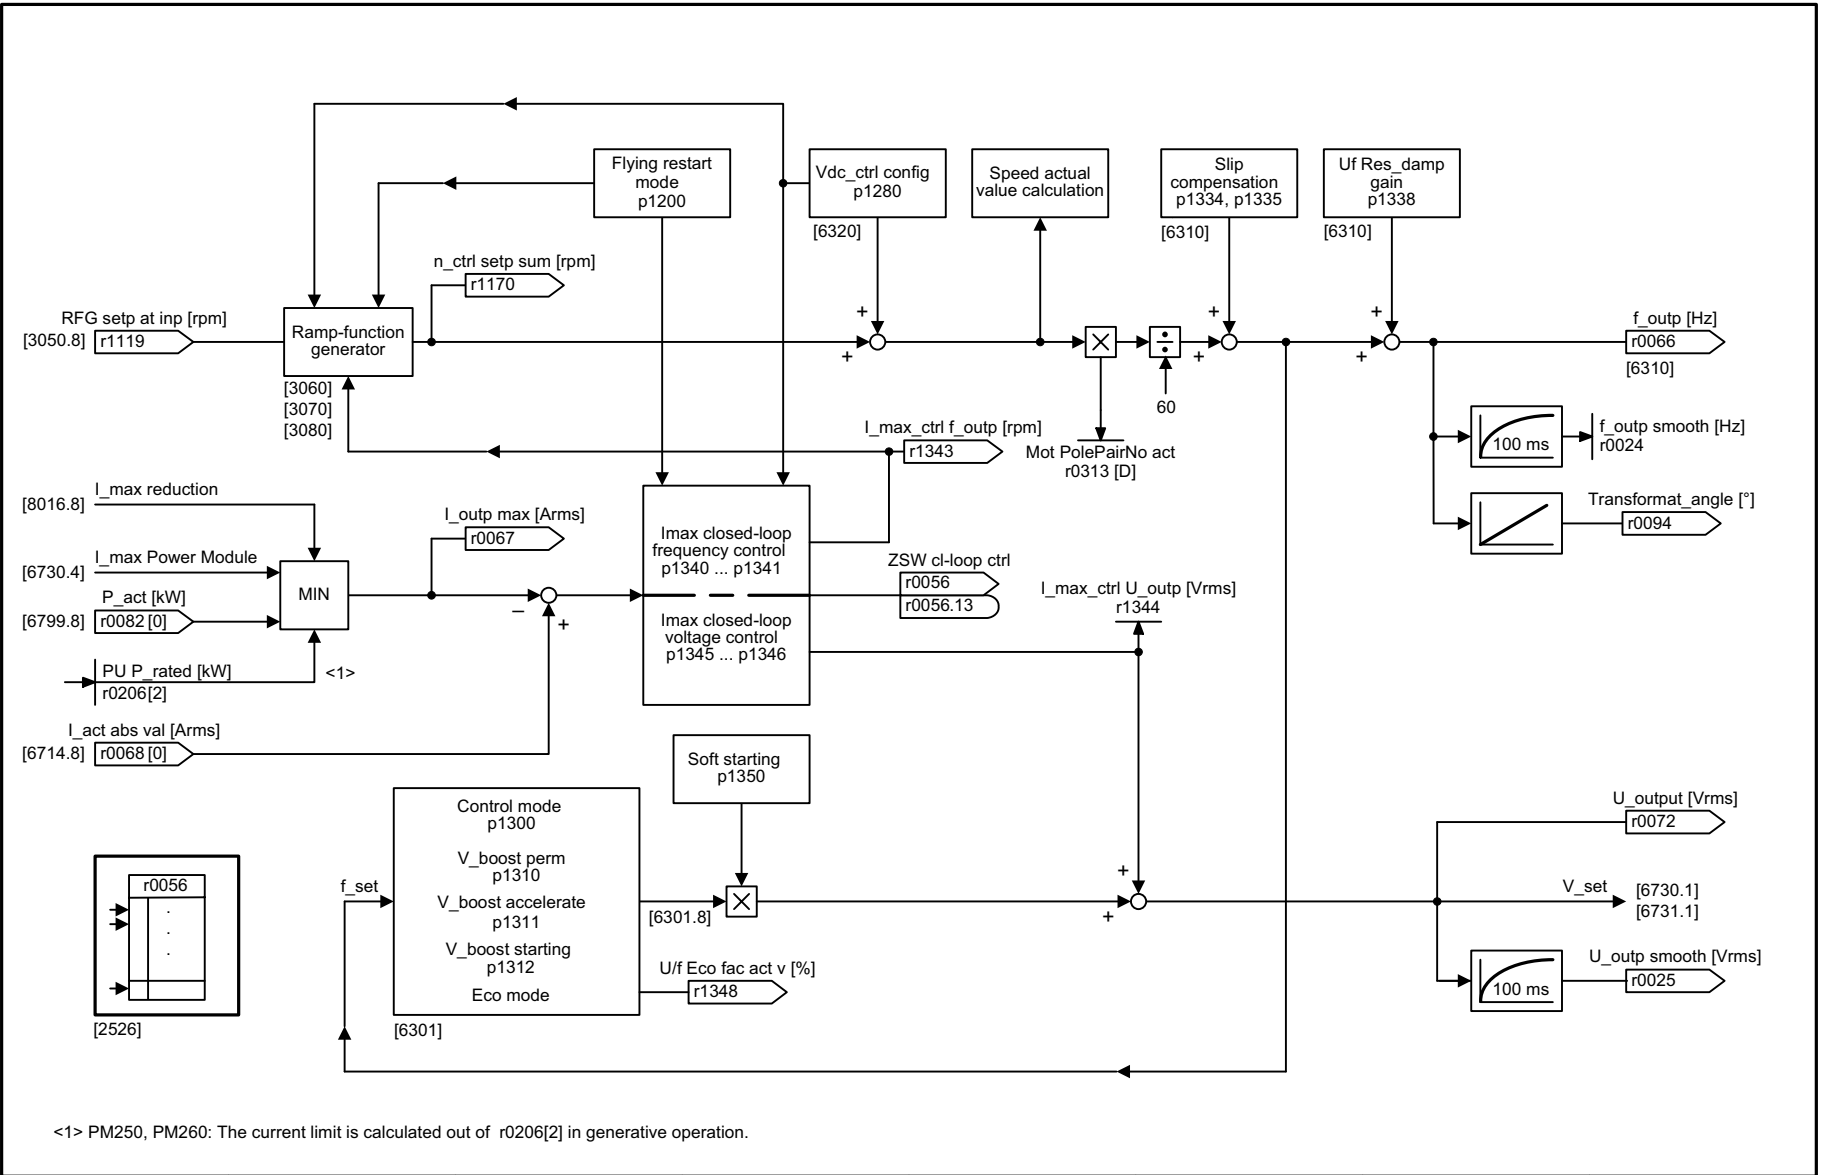 Flying restart
mode
p1200
Vdc_ctrl config
p1280
[6320]
Speed actual
value calculation
Slip
compensation
p1334, p1335
[6310]
Uf Res_damp
gain
p1338
[6310]
n_ctrl setp sum [rpm]
r1170
RFG setp at inp [rpm]
[3050.8]
r1119
Ramp-function
generator
[3060]
[3070]
[3080]
+
+
60
+
+
+
+
f_outp [Hz]
r0066
[6310]
100 ms
f_outp smooth [Hz]
r0024
Transformat_angle [°]
r0094
I_max_ctrl f_outp [rpm]
r1343
Mot PolePairNo act
r0313 [D]
I_max reduction
[8016.8]
I_max Power Module
[6730.4]
P_act [kW]
[6799.8]
r0082 [0]
PU P_rated [kW]
r0206[2]
<1>
MIN
I_outp max [Arms]
r0067
–
+
I_act abs val [Arms]
[6714.8]
r0068 [0]
Imax closed-loop
frequency control
p1340 ... p1341
Imax closed-loop
voltage control
p1345 ... p1346
ZSW cl-loop ctrl
r0056
r0056.13
I_max_ctrl U_outp [Vrms]
r1344
Soft starting
p1350
f_set
Control mode
p1300
V_boost perm
p1310
V_boost accelerate
p1311
V_boost starting
p1312
Eco mode
[6301]
[6301.8]
U/f Eco fac act v [%]
r1348
+
+
U_output [Vrms]
r0072
V_set
[6730.1]
[6731.1]
100 ms
U_outp smooth [Vrms]
r0025
r0056
.
.
.
[2526]
<1> PM250, PM260: The current limit is calculated out of r0206[2] in generative operation.